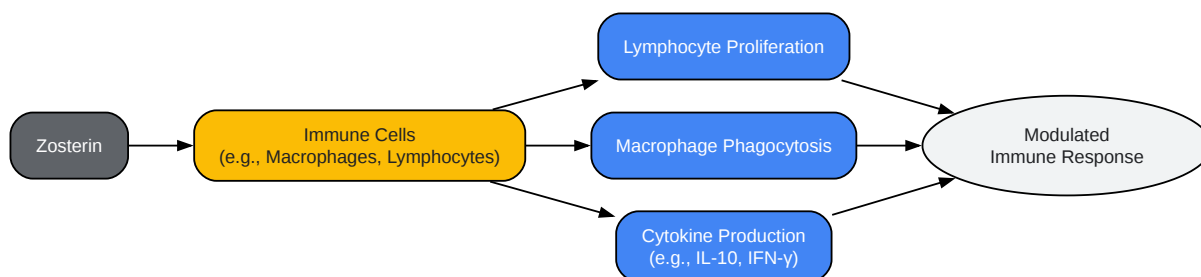 Zosterin
Immune Cells
(e.g., Macrophages, Lymphocytes)
Lymphocyte Proliferation
Macrophage Phagocytosis
Cytokine Production
(e.g., IL-10, IFN-γ)
Modulated
Immune Response